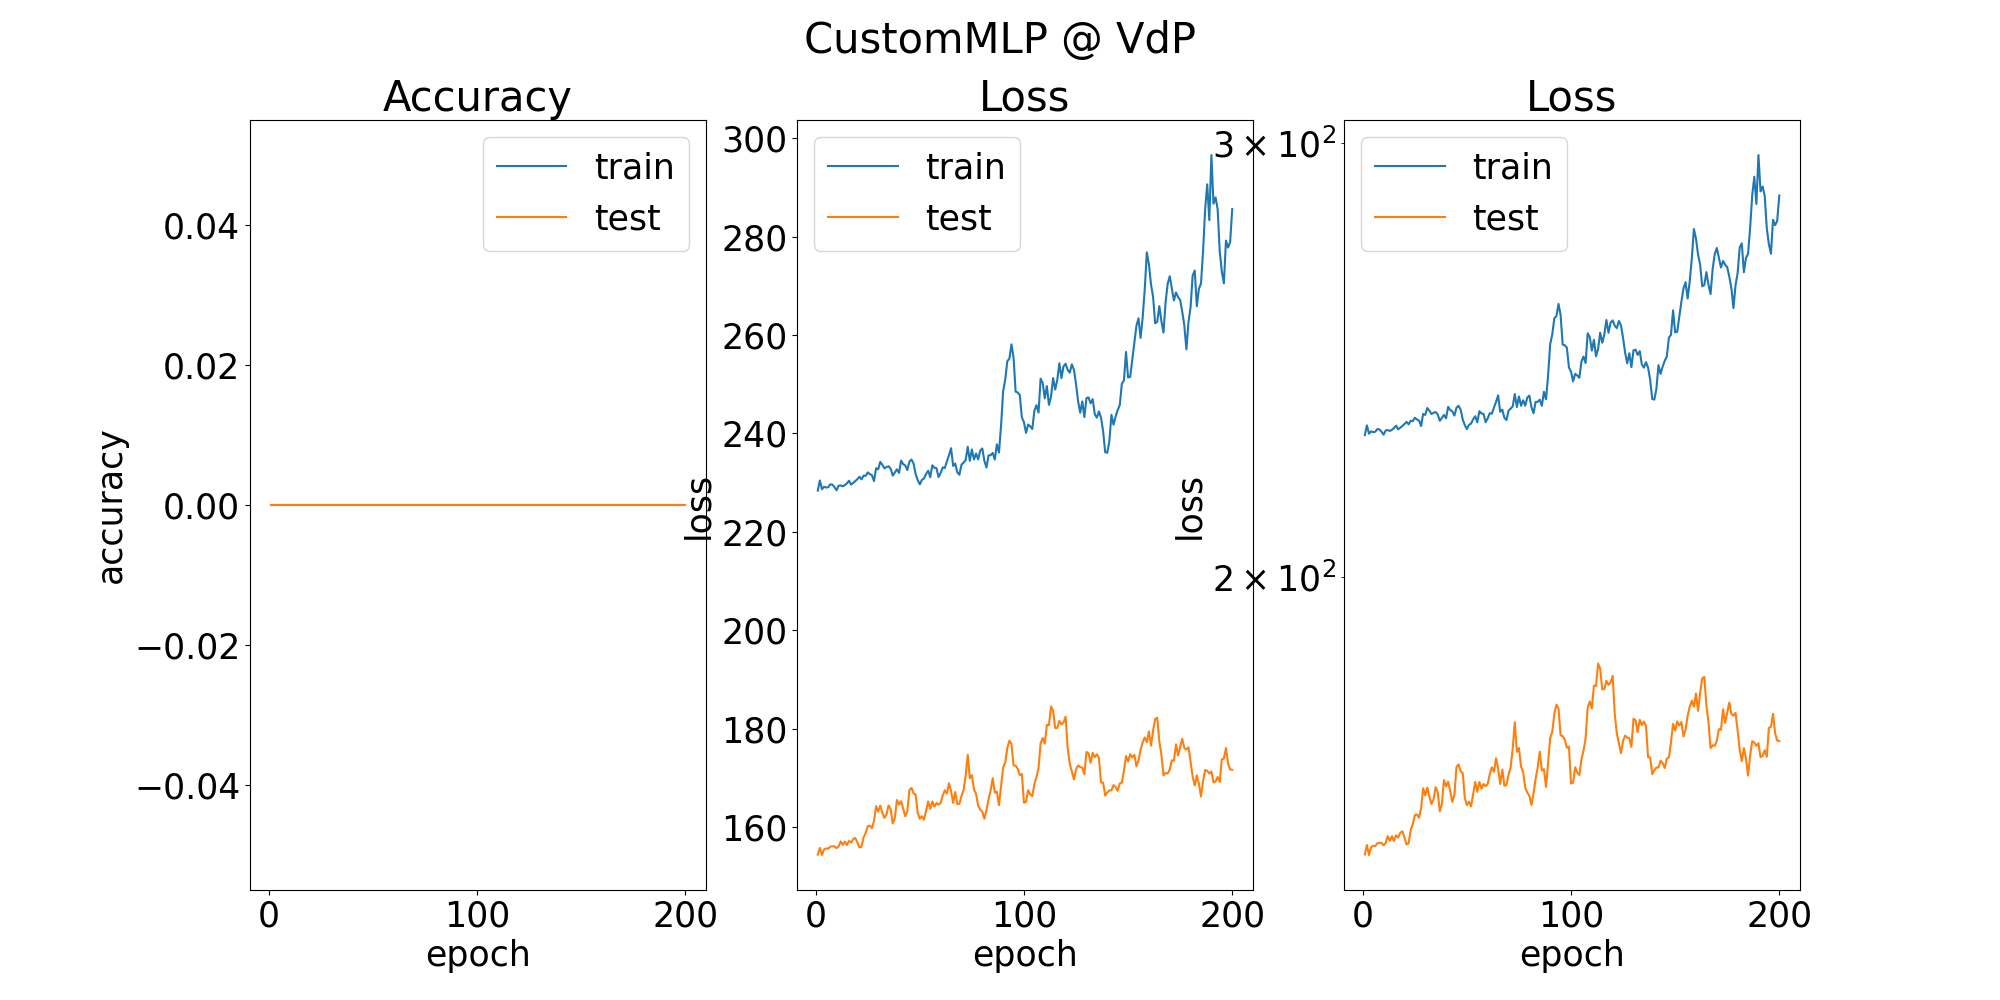 CustomMLP @ VdP
Accuracy
train
test
0.04
0.02
0.00
−0.02
−0.04
accuracy
0
100
200
epoch
Loss
train
test
300
280
260
240
220
200
180
160
loss
0
100
200
epoch
Loss
train
test
3 × 10²
2 × 10²
loss
0
100
200
epoch